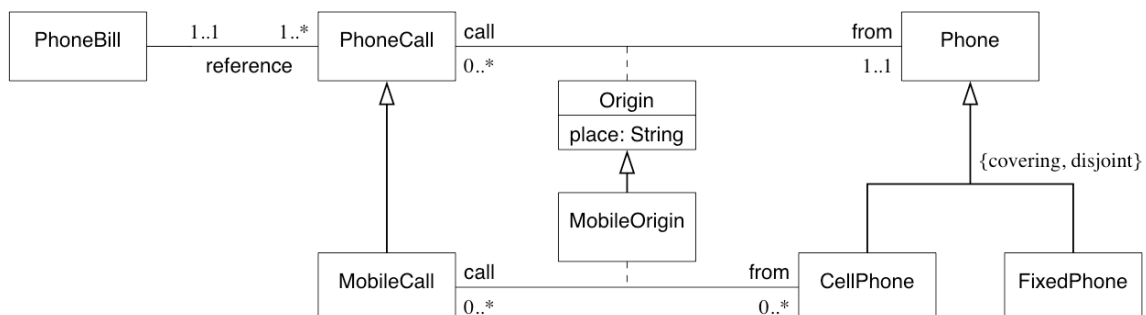 PhoneBill 1..1 1..* PhoneCall call from Phone
reference 0..* 1..1
Origin
place: String
{covering, disjoint}
MobileOrigin
MobileCall call from CellPhone FixedPhone
0..* 0..*